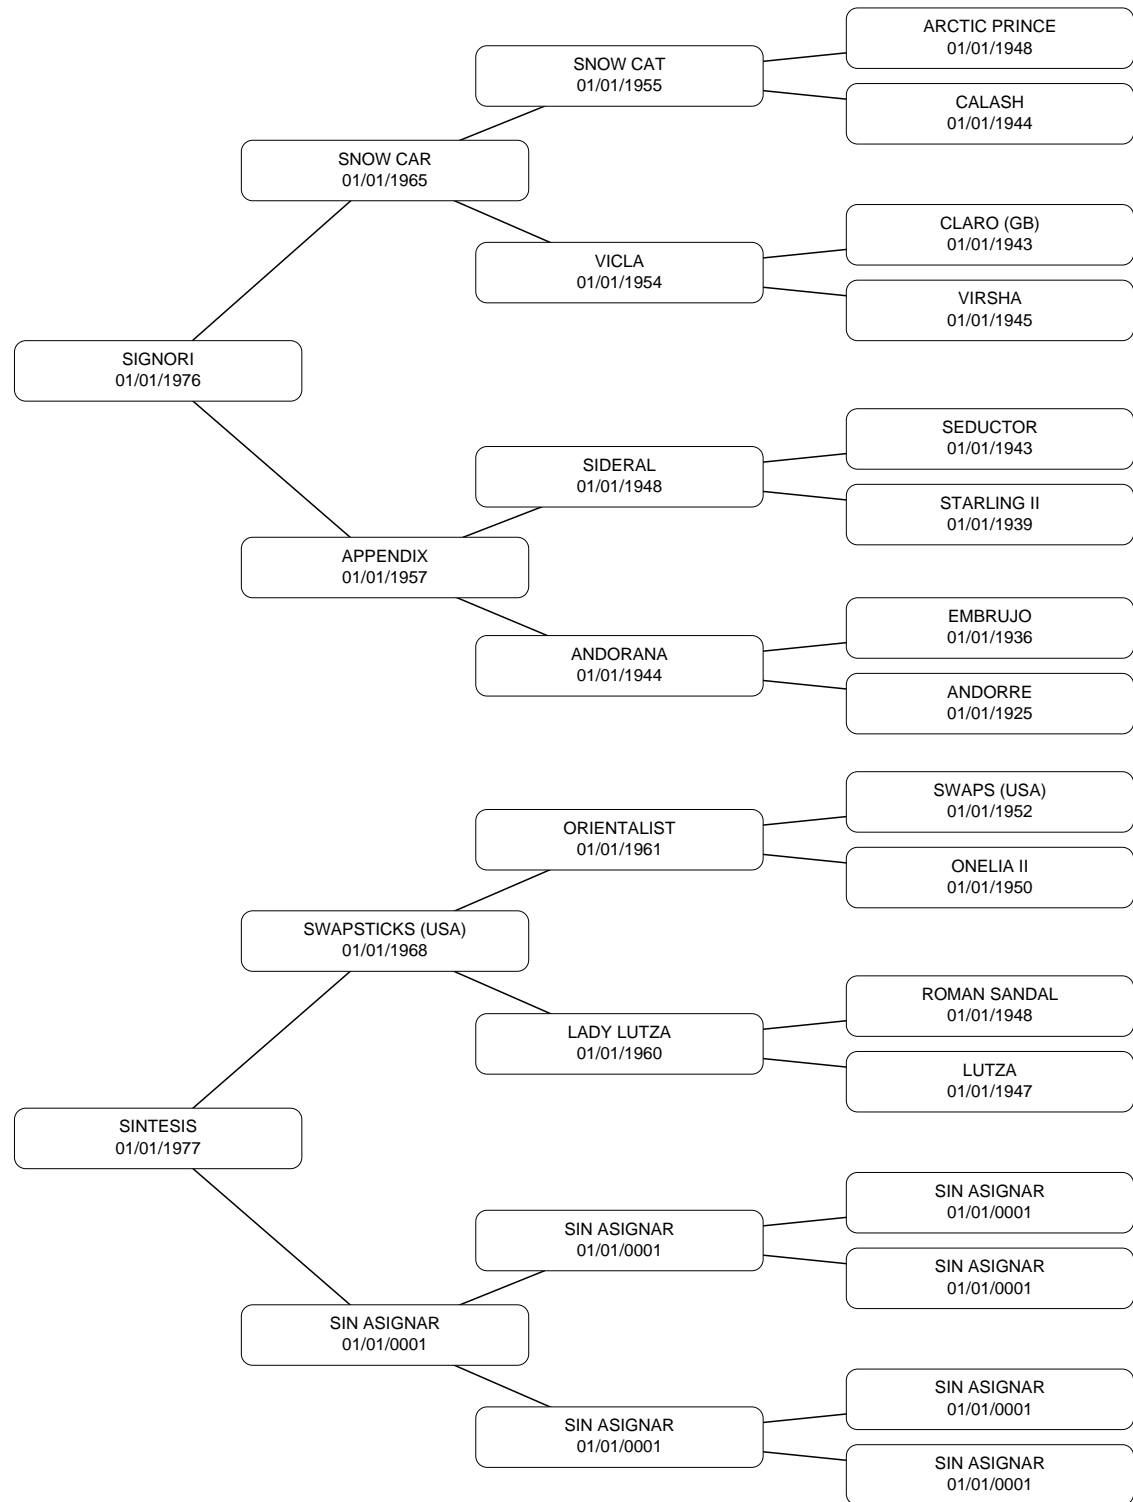 ARCTIC PRINCE
01/01/1948
SNOW CAT
01/01/1955
CALASH
01/01/1944
SNOW CAR
01/01/1965
CLARO (GB)
01/01/1943
VICLA
01/01/1954
VIRSHA
01/01/1945
SIGNORI
01/01/1976
SEDUCTOR
01/01/1943
SIDERAL
01/01/1948
STARLING II
01/01/1939
APPENDIX
01/01/1957
EMBRUJO
01/01/1936
ANDORANA
01/01/1944
ANDORRE
01/01/1925
SWAPS (USA)
01/01/1952
ORIENTALIST
01/01/1961
ONELIA II
01/01/1950
SWAPSTICKS (USA)
01/01/1968
ROMAN SANDAL
01/01/1948
LADY LUTZA
01/01/1960
LUTZA
01/01/1947
SINTESIS
01/01/1977
SIN ASIGNAR
01/01/0001
SIN ASIGNAR
01/01/0001
SIN ASIGNAR
01/01/0001
SIN ASIGNAR
01/01/0001
SIN ASIGNAR
01/01/0001
SIN ASIGNAR
01/01/0001
SIN ASIGNAR
01/01/0001